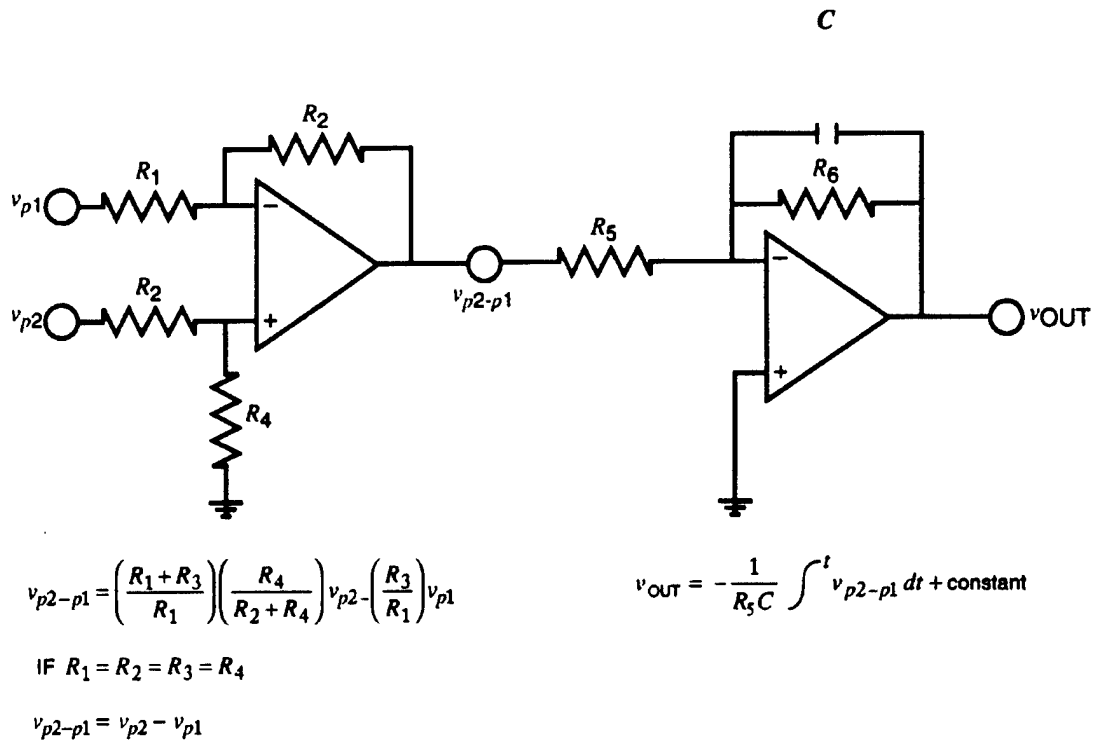 C
R2
R1
vp1
R2
vp2
R4
vp2-p1
R5
R6
vOUT
− +
− +
vp2−p1 = ((R1 + R3)/R1)(R4/(R2 + R4)) vp2 - (R3/R1) vp1
vOUT = -1/(R5C) ∫^t vp2−p1 dt + constant
IF R1 = R2 = R3 = R4
vp2−p1 = vp2 − vp1